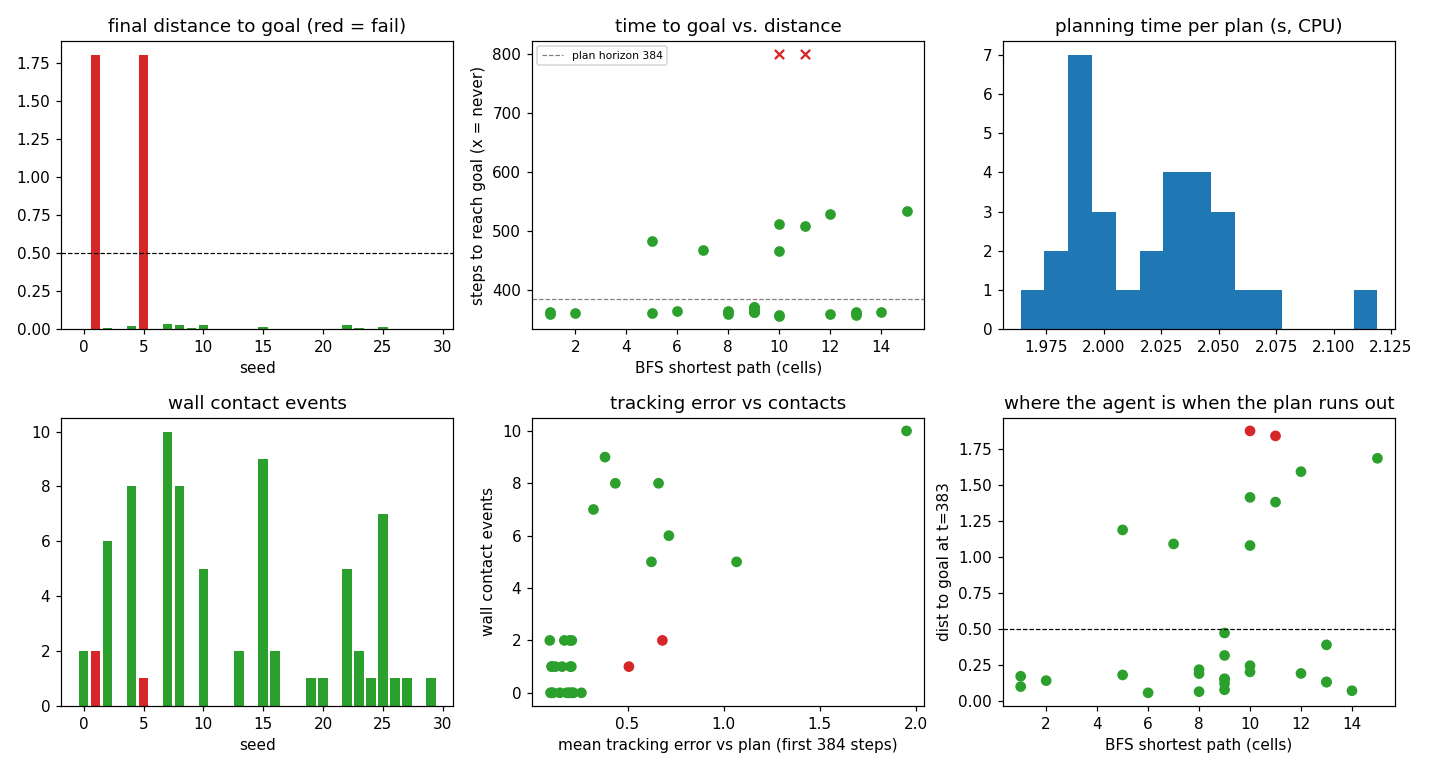 final distance to goal (red = fail)
1.75
1.50
1.25
1.00
0.75
0.50
0.25
0.00
0 5 10 15 20 25 30
seed
time to goal vs. distance
plan horizon 384
steps to reach goal (x = never)
800
700
600
500
400
2 4 6 8 10 12 14
BFS shortest path (cells)
planning time per plan (s, CPU)
7
6
5
4
3
2
1
0
1.975 2.000 2.025 2.050 2.075 2.100 2.125
wall contact events
10
8
6
4
2
0
0 5 10 15 20 25 30
seed
tracking error vs contacts
wall contact events
10
8
6
4
2
0
0.5 1.0 1.5 2.0
mean tracking error vs plan (first 384 steps)
where the agent is when the plan runs out
dist to goal at t=383
1.75
1.50
1.25
1.00
0.75
0.50
0.25
0.00
2 4 6 8 10 12 14
BFS shortest path (cells)